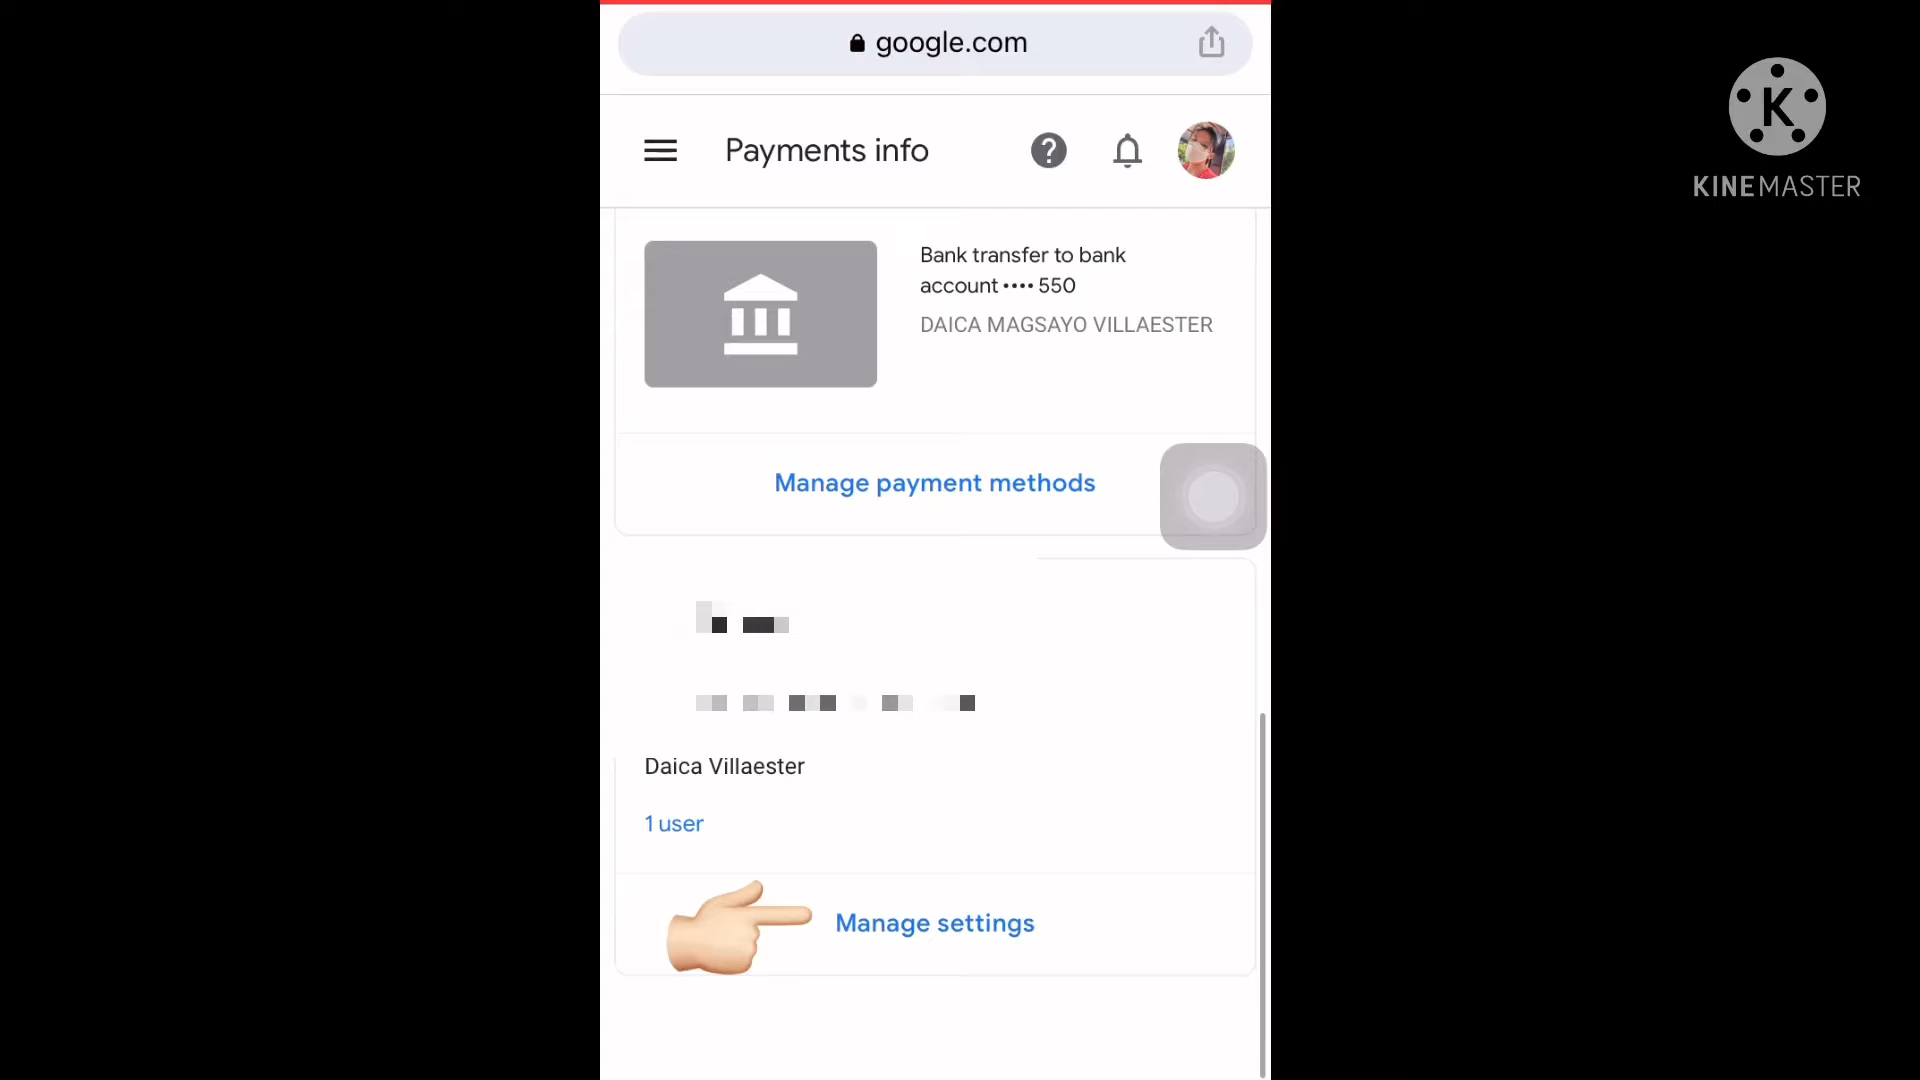 google.com
Payments info
Bank transfer to bank
account •••• 550
DAICA MAGSAYO VILLAESTER
Manage payment methods
Daica Villaester
1 user
Manage settings
K
KINEMASTER